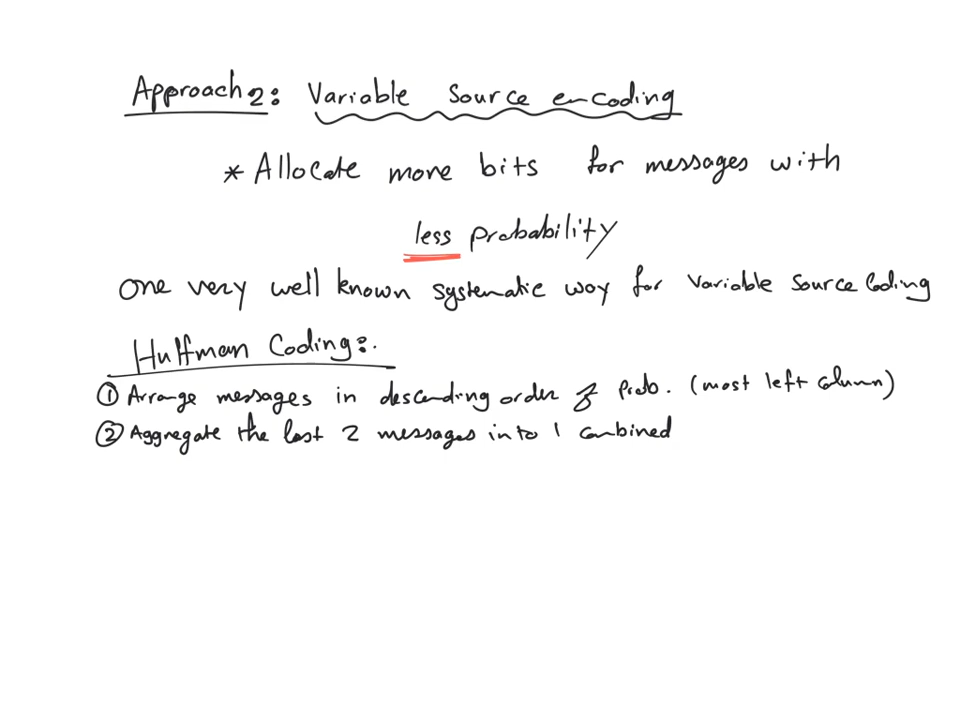 Approach 2: Variable Source encoding
* Allocate more bits for messages with
less probability
one very well known systematic way for Variable Source Coding
Huffman Coding:.
① Arrange messages in descending order of prob. (most left column)
② Aggregate the last 2 messages into 1 combined